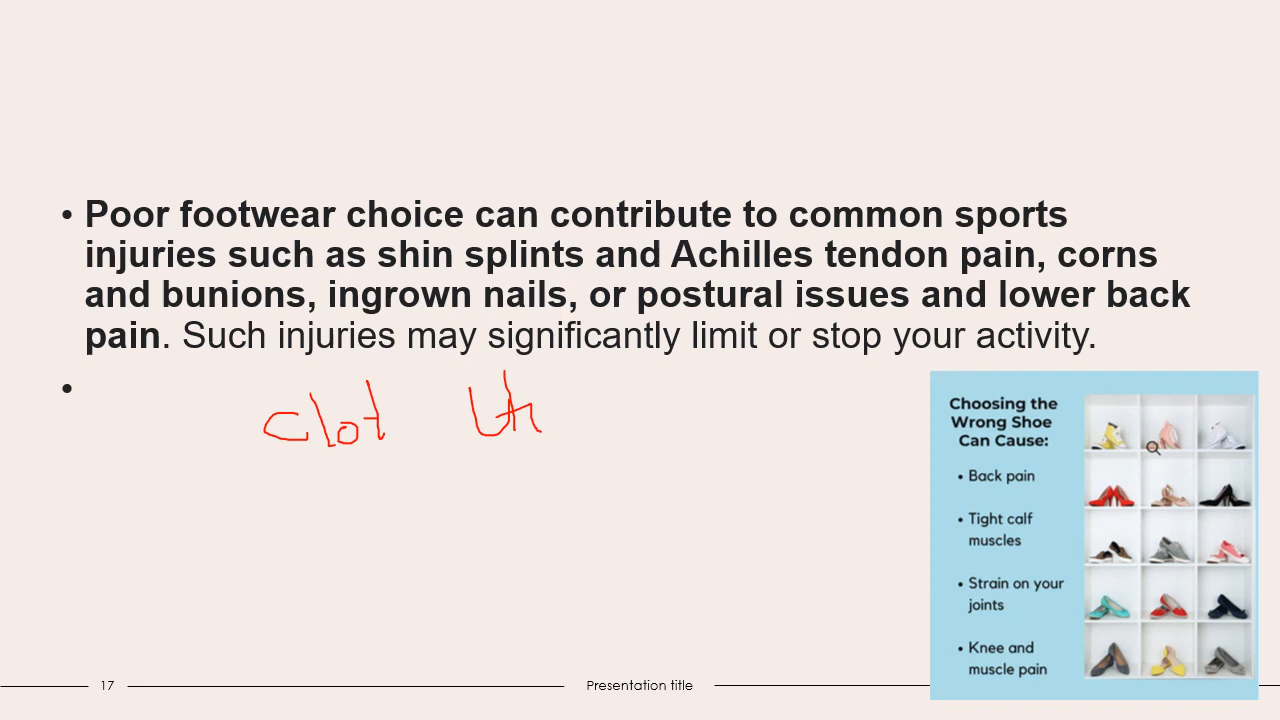 • Poor footwear choice can contribute to common sports
injuries such as shin splints and Achilles tendon pain, corns
and bunions, ingrown nails, or postural issues and lower back
pain. Such injuries may significantly limit or stop your activity.
•
clot
Choosing the
Wrong Shoe
Can Cause:
• Back pain
• Tight calf
muscles
• Strain on your
joints
• Knee and
muscle pain
17
Presentation title